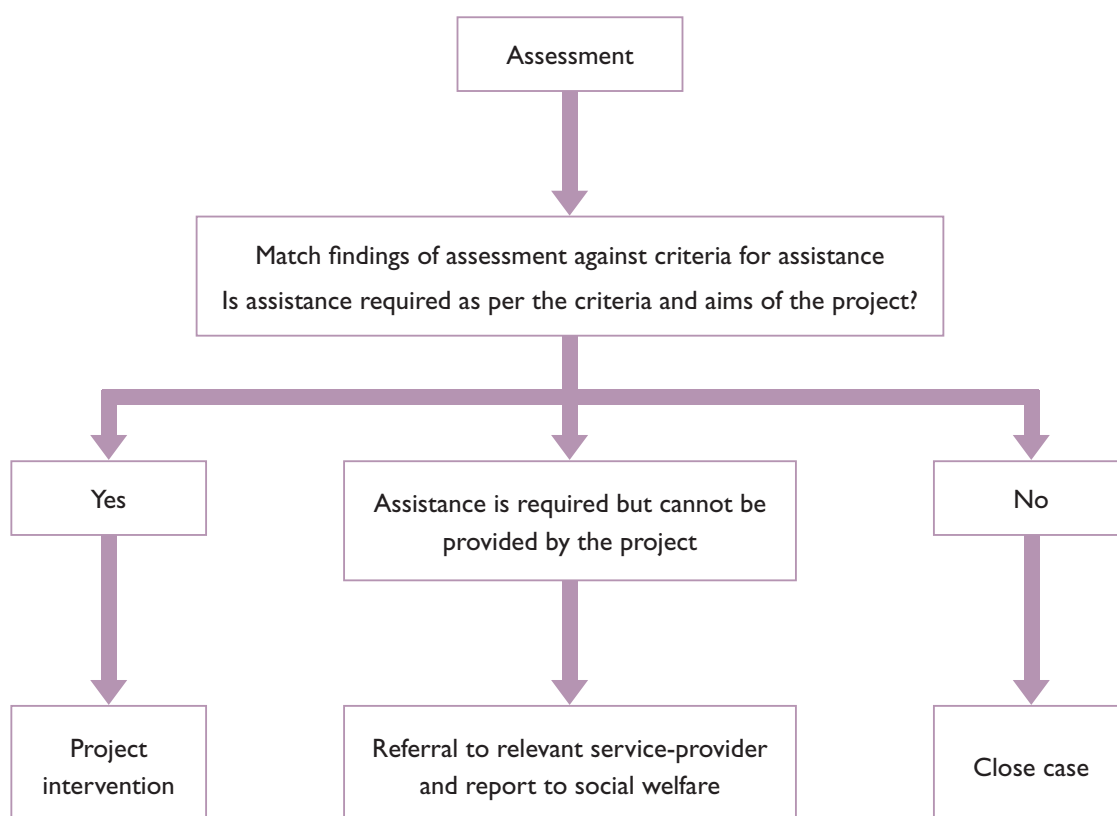 Assessment
Match findings of assessment against criteria for assistance
Is assistance required as per the criteria and aims of the project?
Yes
Assistance is required but cannot be
provided by the project
No
Project
intervention
Referral to relevant service-provider
and report to social welfare
Close case